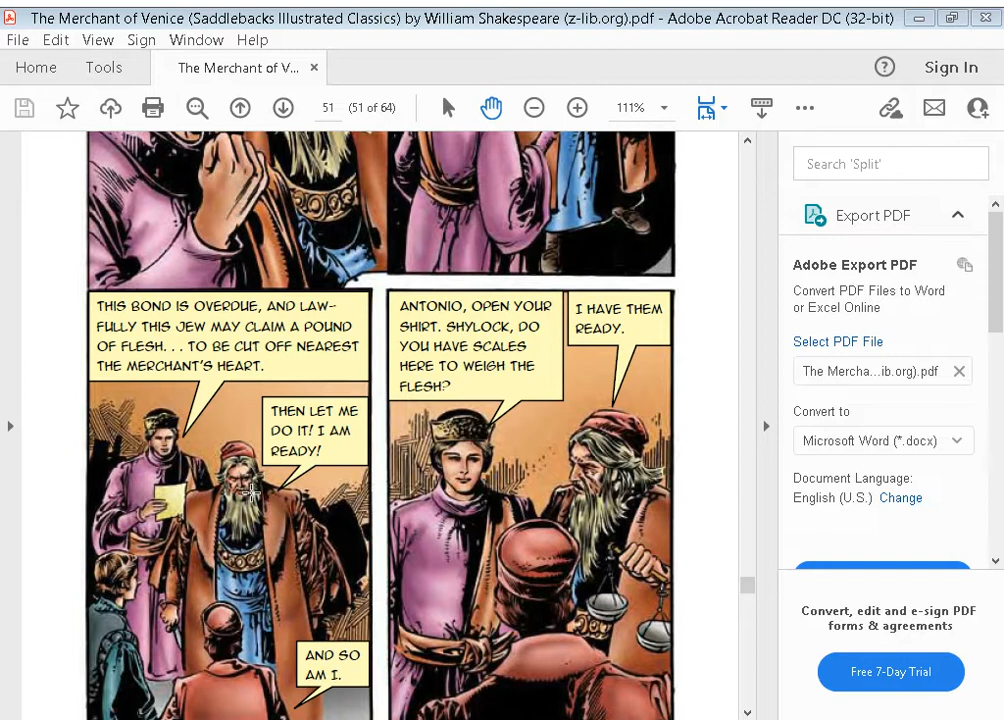 The Merchant of Venice (Saddlebacks Illustrated Classics) by William Shakespeare (z-lib.org).pdf - Adobe Acrobat Reader DC (32-bit)
File Edit View Sign Window Help
Home Tools The Merchant of V... × Sign In
51 (51 of 64) 111%
THIS BOND IS OVERDUE, AND LAW-
FULLY THIS JEW MAY CLAIM A POUND
OF FLESH. . . TO BE CUT OFF NEAREST
THE MERCHANT'S HEART.
THEN LET ME
DO IT! I AM
READY!
AND SO
AM I.
ANTONIO, OPEN YOUR
SHIRT. SHYLOCK, DO
YOU HAVE SCALES
HERE TO WEIGH THE
FLESH?
I HAVE THEM
READY.
Search 'Split'
Export PDF
Adobe Export PDF
Convert PDF Files to Word
or Excel Online
Select PDF File
The Mercha...ib.org).pdf
Convert to
Microsoft Word (*.docx)
Document Language:
English (U.S.) Change
Convert, edit and e-sign PDF
forms & agreements
Free 7-Day Trial